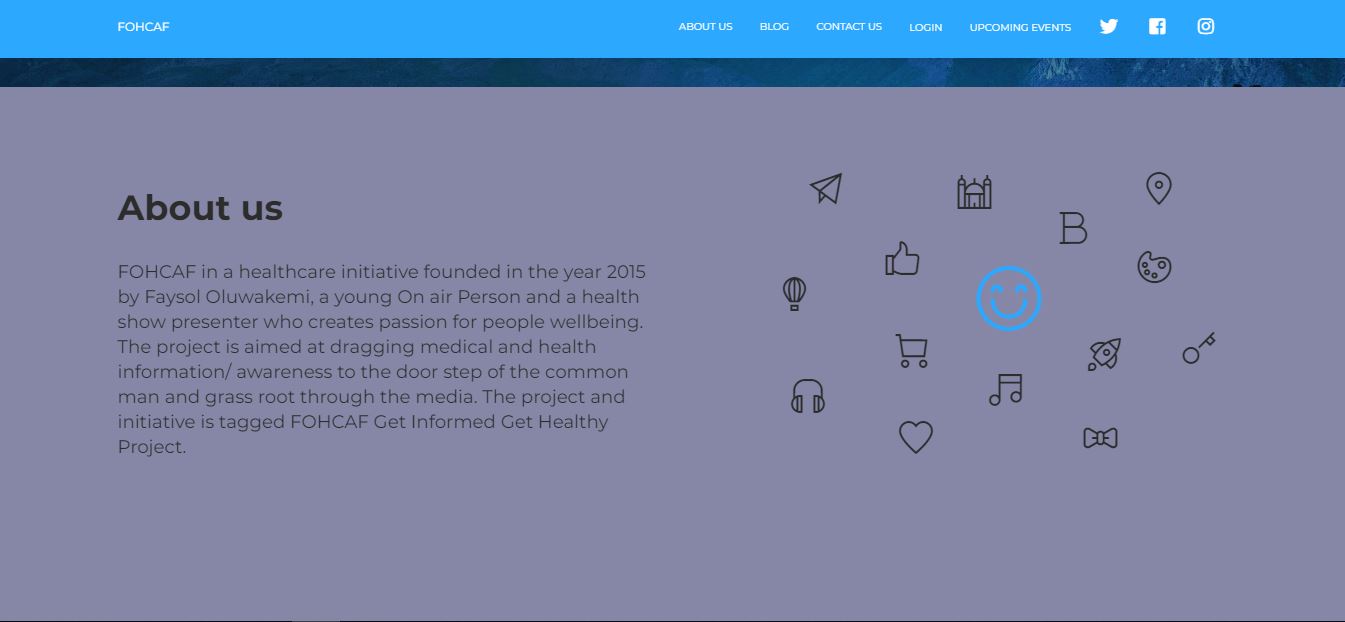 FOHCAF
ABOUT US BLOG CONTACT US LOGIN UPCOMING EVENTS
About us
FOHCAF in a healthcare initiative founded in the year 2015
by Faysol Oluwakemi, a young On air Person and a health
show presenter who creates passion for people wellbeing.
The project is aimed at dragging medical and health
information/ awareness to the door step of the common
man and grass root through the media. The project and
initiative is tagged FOHCAF Get Informed Get Healthy
Project.
B